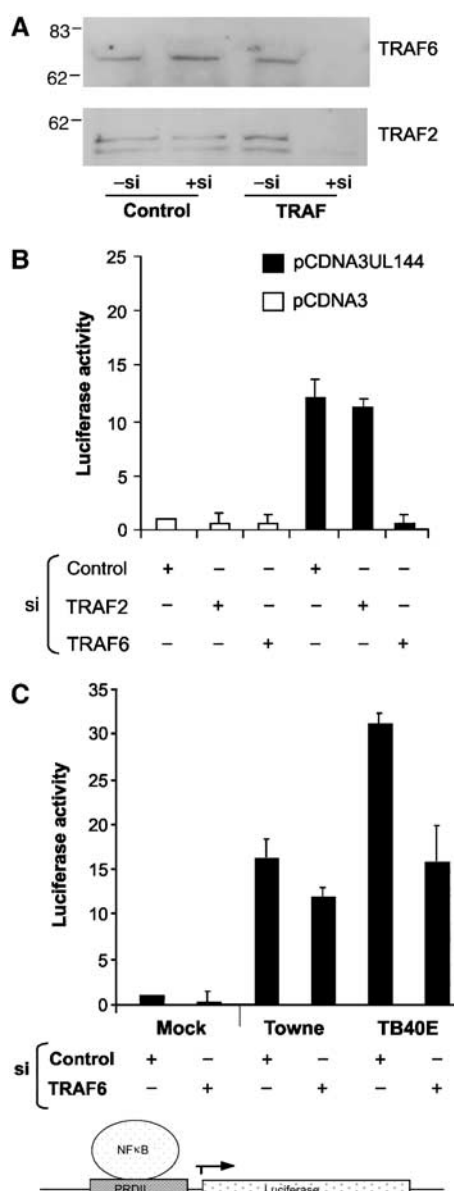 A
83
62
TRAF6
62
TRAF2
–si +si –si +si
Control TRAF
B
25
20
15
10
5
0
Luciferase activity
pCDNA3UL144
pCDNA3
si
Control + – – + – –
TRAF2 – + – – + –
TRAF6 – – + – – +
C
35
30
25
20
15
10
5
0
Luciferase activity
Mock Towne TB40E
si
Control + – + – + –
TRAF6 – + – + – +
NFκB
PRDII
Luciferase